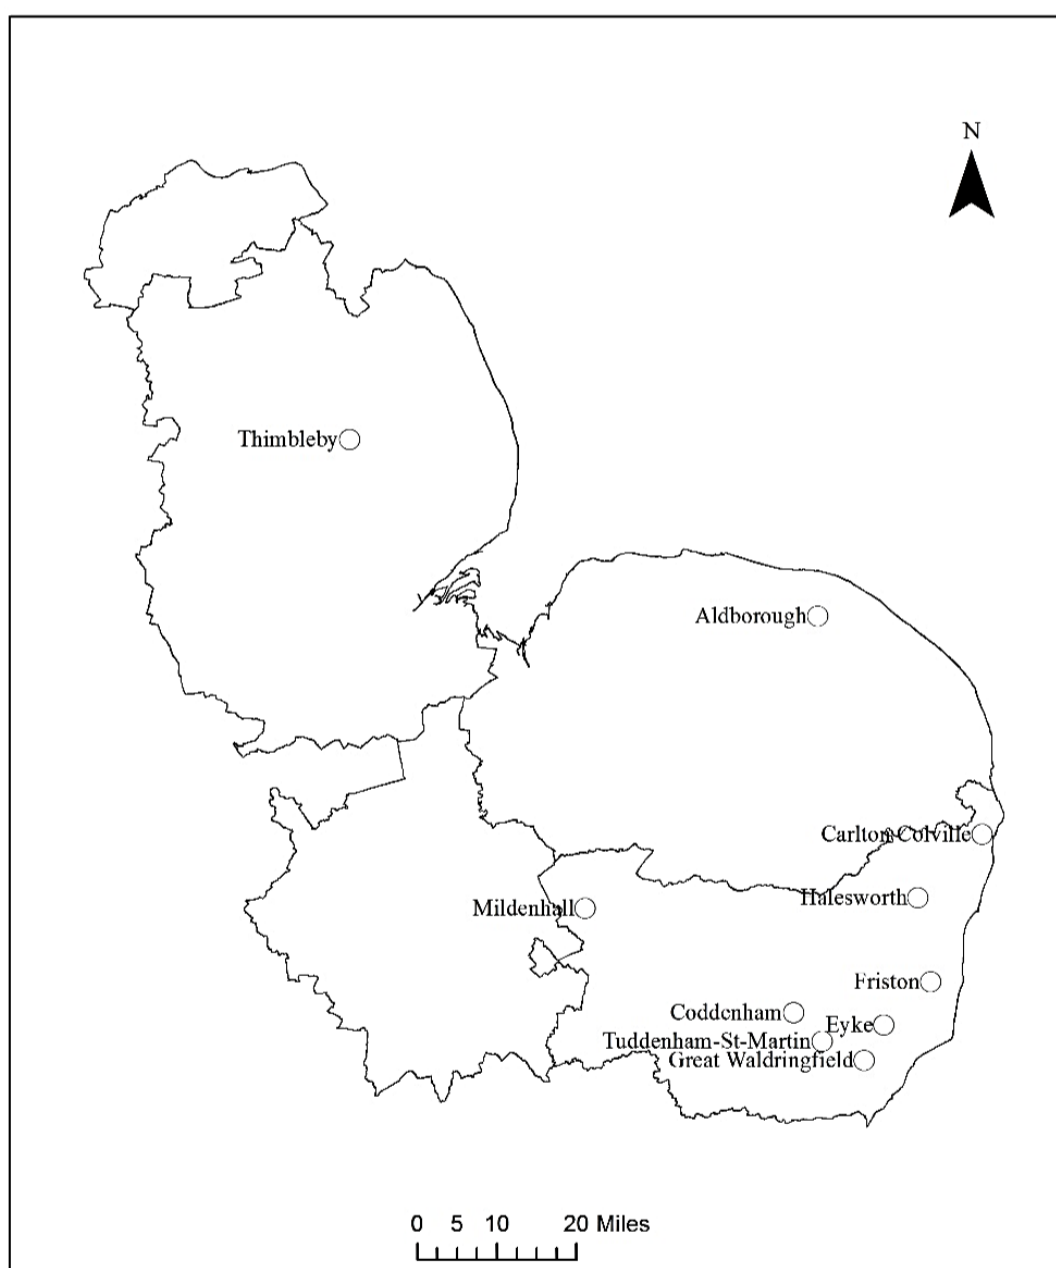 N
Thimbleby
Aldborough
Carlton-Colville
Halesworth
Mildenhall
Friston
Coddenham
Eyke
Tuddenham-St-Martin
Great Waldringfield
0 5 10 20 Miles